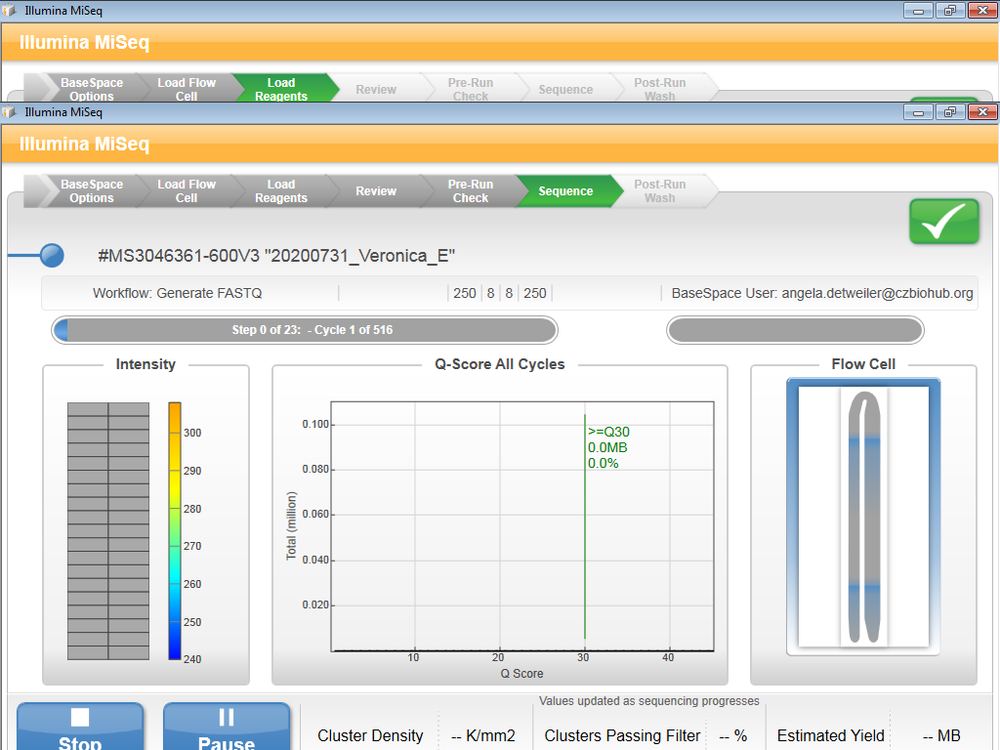 Illumina MiSeq
Illumina MiSeq
BaseSpace Options Load Flow Cell Load Reagents Review Pre-Run Check Sequence Post-Run Wash
Illumina MiSeq
Illumina MiSeq
BaseSpace Options Load Flow Cell Load Reagents Review Pre-Run Check Sequence Post-Run Wash
#MS3046361-600V3 "20200731_Veronica_E"
Workflow: Generate FASTQ 250 8 8 250 BaseSpace User: angela.detweiler@czbiohub.org
Step 0 of 23: - Cycle 1 of 516
Intensity
300
290
280
270
260
250
240
Q-Score All Cycles
Total (million)
0.100
0.080
0.060
0.040
0.020
>=Q30
0.0MB
0.0%
10 20 30 40
Q Score
Flow Cell
Values updated as sequencing progresses
Stop Pause Cluster Density -- K/mm2 Clusters Passing Filter -- % Estimated Yield -- MB